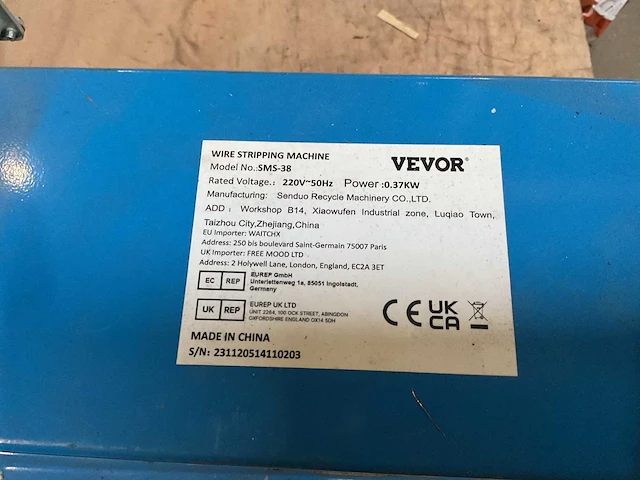 WIRE STRIPPING MACHINE
VEVOR®
Model No.:SMS-38
Rated Voltage.: 220V~50Hz Power :0.37KW
Manufacturing: Senduo Recycle Machinery CO.,LTD.
ADD : Workshop B14, Xiaowufen Industrial zone, Luqiao Town,
Taizhou City,Zhejiang,China
EU Importer: WAITCHX
Address: 250 bis boulevard Saint-Germain 75007 Paris
UK Importer: FREE MOOD LTD
Address: 2 Holywell Lane, London, England, EC2A 3ET
EC REP
EUREP GmbH
Unterlettenweg 1a, 85051 Ingolstadt,
Germany
UK REP
EUREP UK LTD
UNIT 2264, 100 OCK STREET, ABINGDON
OXFORDSHIRE ENGLAND OX14 5DH
CE UK
CA
MADE IN CHINA
S/N: 231120514110203